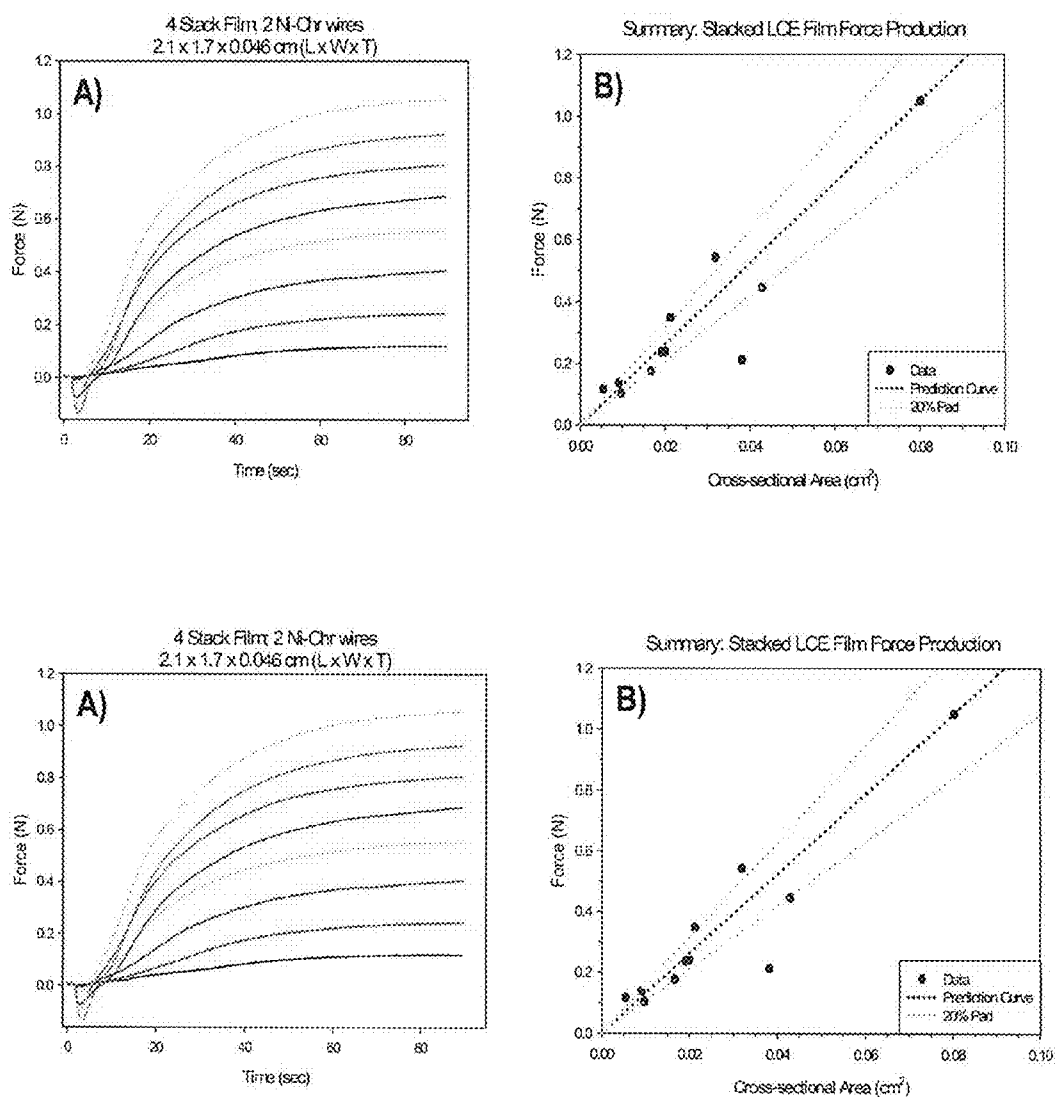 4 Stack Film; 2 Ni-Chr wires
2.1 x 1.7 x 0.046 cm (L x W x T)
A)
1.2
1.0
0.8
0.6
0.4
0.2
0.0
Force (N)
0
20
40
60
80
Time (sec)
Summary: Stacked LCE Film Force Production
B)
1.2
1.0
0.8
0.6
0.4
0.2
0.0
Force (N)
Data
Prediction Curve
20% Pad
0.00
0.02
0.04
0.06
0.08
0.10
Cross-sectional Area (cm²)
4 Stack Film; 2 Ni-Chr wires
2.1 x 1.7 x 0.046 cm (L x W x T)
A)
1.2
1.0
0.8
0.6
0.4
0.2
0.0
Force (N)
0
20
40
60
80
Time (sec)
Summary: Stacked LCE Film Force Production
B)
1.2
1.0
0.8
0.6
0.4
0.2
0.0
Force (N)
Data
Prediction Curve
20% Pad
0.00
0.02
0.04
0.06
0.08
0.10
Cross-sectional Area (cm²)